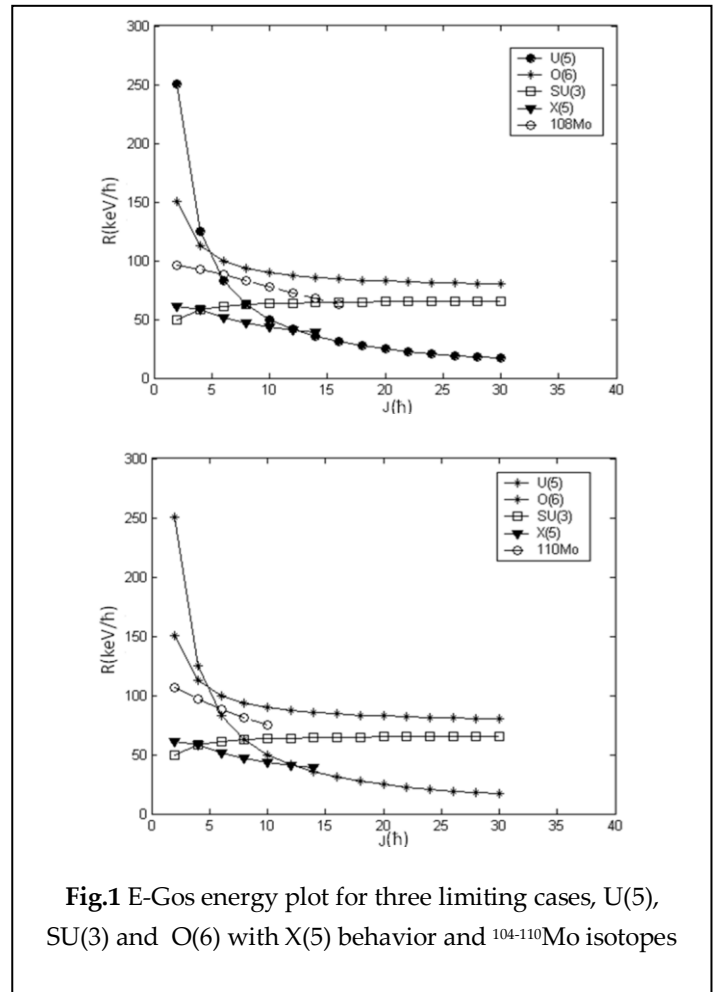 300
250
200
150
100
50
0
R(keV/ħ)
U(5)
O(6)
SU(3)
X(5)
108Mo
0 5 10 15 20 25 30 35 40
J(ħ)
300
250
200
150
100
50
0
R(keV/ħ)
U(5)
O(6)
SU(3)
X(5)
110Mo
0 5 10 15 20 25 30 35 40
J(ħ)
Fig.1 E-Gos energy plot for three limiting cases, U(5),
SU(3) and O(6) with X(5) behavior and ¹⁰⁴⁻¹¹⁰Mo isotopes